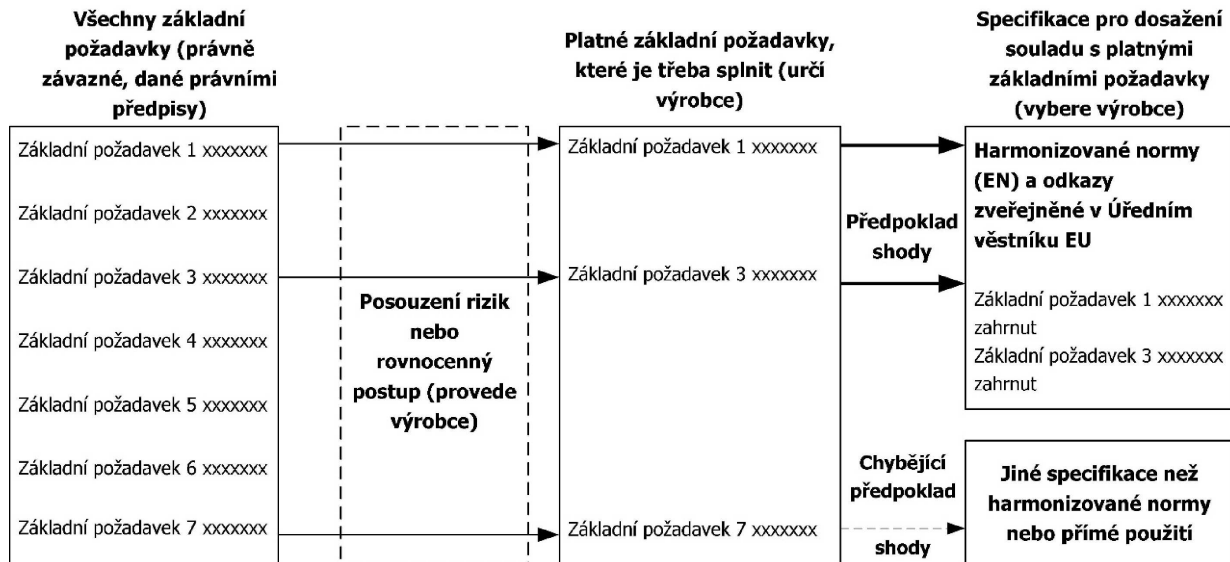 Všechny základní
požadavky (právně
závazné, dané právními
předpisy)
Základní požadavek 1 xxxxxxx
Základní požadavek 2 xxxxxxx
Základní požadavek 3 xxxxxxx
Základní požadavek 4 xxxxxxx
Základní požadavek 5 xxxxxxx
Základní požadavek 6 xxxxxxx
Základní požadavek 7 xxxxxxx
Posouzení rizik
nebo
rovnocenný
postup (provede
výrobce)
Platné základní požadavky,
které je třeba splnit (určí
výrobce)
Základní požadavek 1 xxxxxxx
Základní požadavek 3 xxxxxxx
Základní požadavek 7 xxxxxxx
Předpoklad
shody
Chybějící
předpoklad
shody
Specifikace pro dosažení
souladu s platnými
základními požadavky
(vybere výrobce)
Harmonizované normy
(EN) a odkazy
zveřejněné v Úředním
věstníku EU
Základní požadavek 1 xxxxxxx
zahrnut
Základní požadavek 3 xxxxxxx
zahrnut
Jiné specifikace než
harmonizované normy
nebo přímé použití